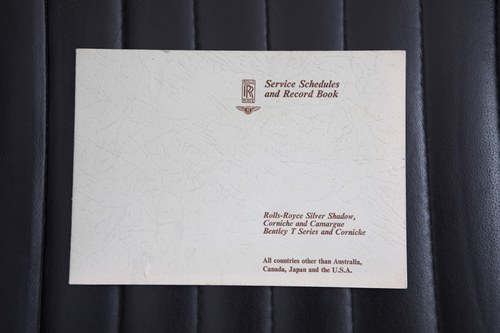 Service Schedules
and Record Book
Rolls-Royce Silver Shadow,
Corniche and Camargue
Bentley T Series and Cornicke
All countries other than Australia,
Canada, Japan and the U.S.A.